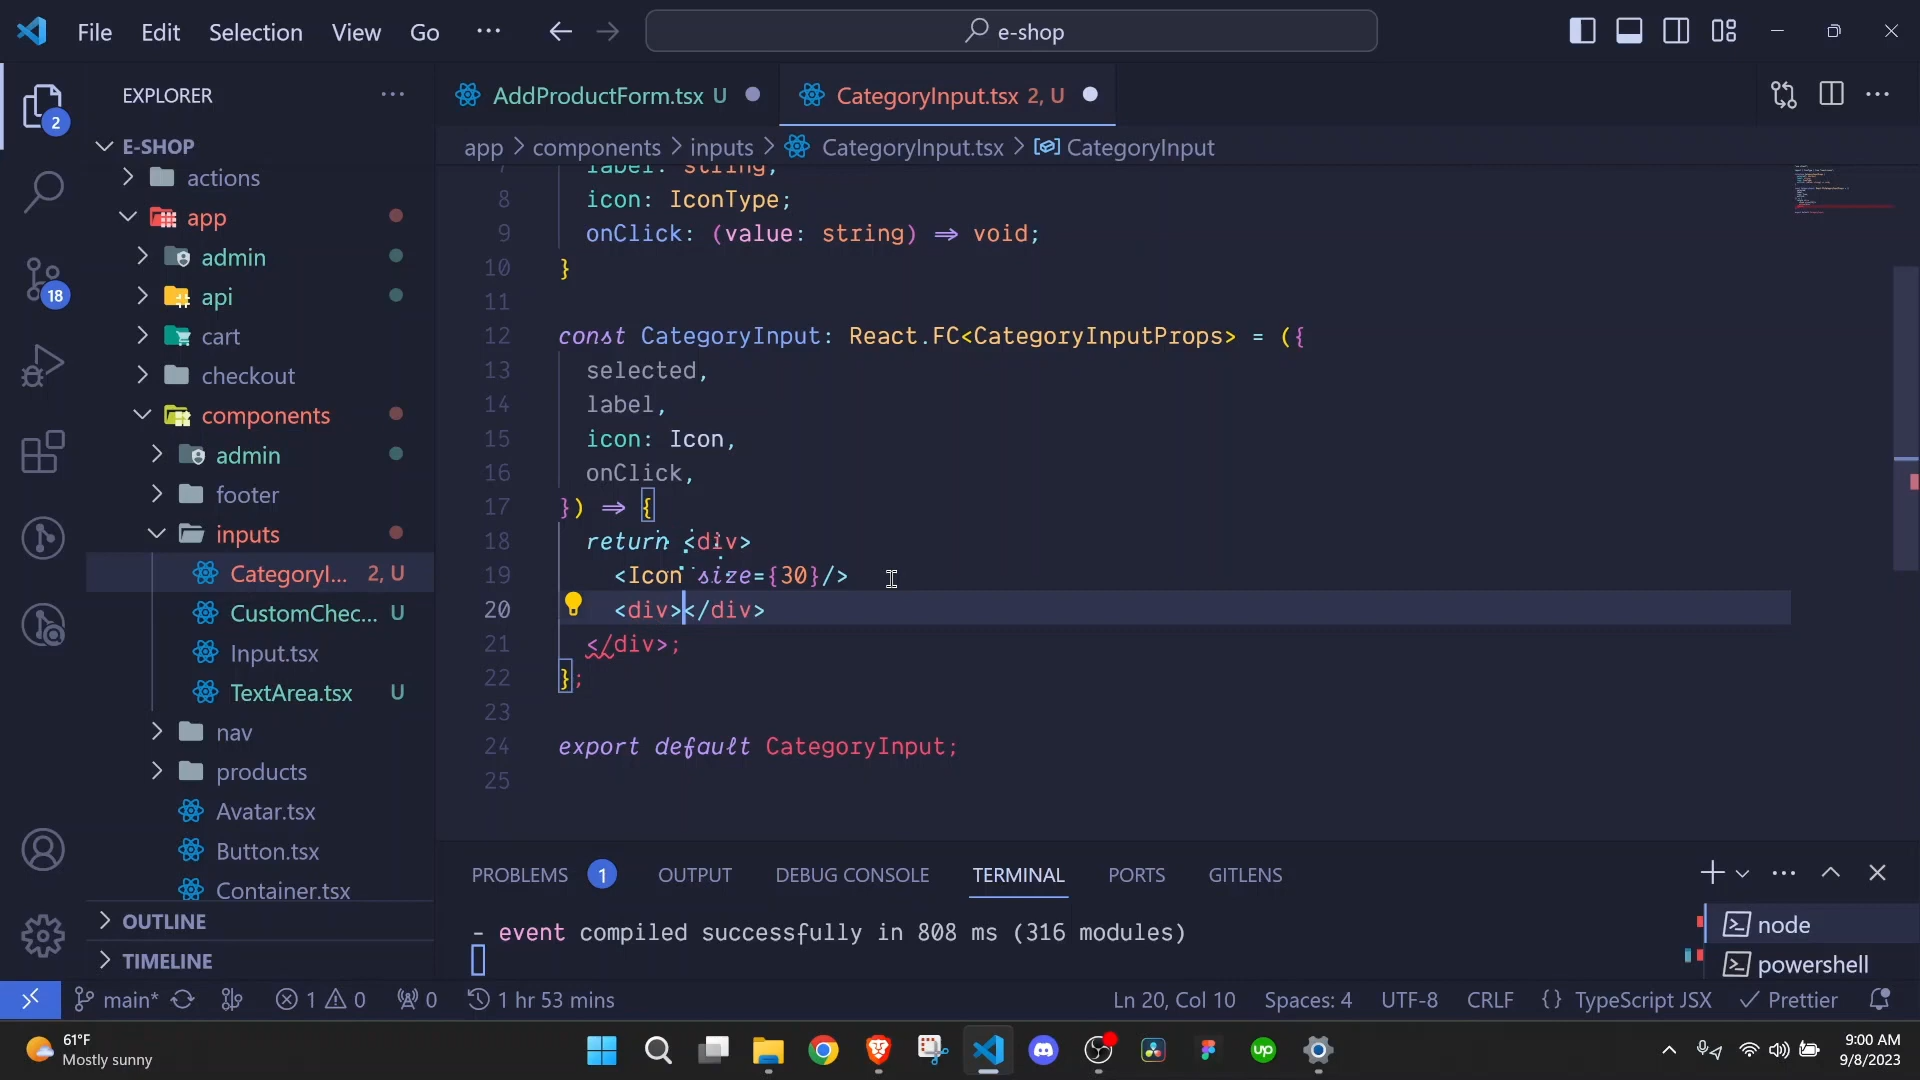 File Edit Selection View Go ···
e-shop
EXPLORER ···
AddProductForm.tsx U
CategoryInput.tsx 2, U
app > components > inputs > CategoryInput.tsx > CategoryInput
2
18
E-SHOP
actions
app
admin
api
cart
checkout
components
admin
footer
inputs
CategoryI... 2, U
CustomChec... U
Input.tsx
TextArea.tsx U
nav
products
Avatar.tsx
Button.tsx
Container.tsx
OUTLINE
TIMELINE
label: string;
8 icon: IconType;
9 onClick: (value: string) => void;
10 }
11
12 const CategoryInput: React.FC<CategoryInputProps> = ({
13 selected,
14 label,
15 icon: Icon,
16 onClick,
17 }) => {
18 return <div>
19 <Icon size={30}/>
20 <div></div>
21 </div>;
22 };
23
24 export default CategoryInput;
25
PROBLEMS 1 OUTPUT DEBUG CONSOLE TERMINAL PORTS GITLENS
- event compiled successfully in 808 ms (316 modules)
node
powershell
main* 1 0 0 1 hr 53 mins Ln 20, Col 10 Spaces: 4 UTF-8 CRLF {} TypeScript JSX Prettier
61°F
Mostly sunny
up
9:00 AM
9/8/2023